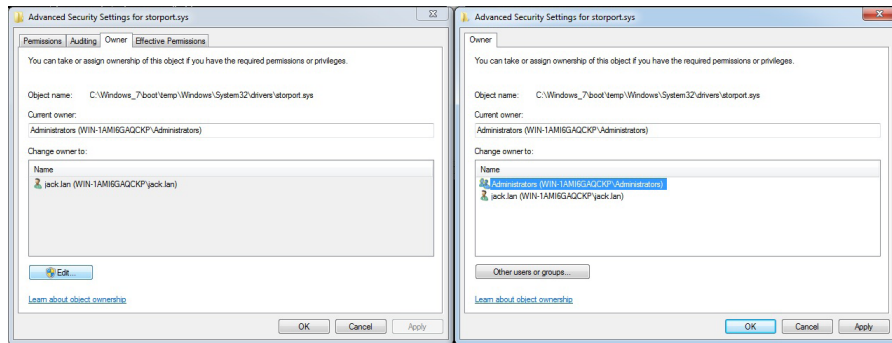 Advanced Security Settings for storport.sys
Permissions Auditing Owner Effective Permissions
You can take or assign ownership of this object if you have the required permissions or privileges.
Object name: C:\Windows_7\boot\temp\Windows\System32\drivers\storport.sys
Current owner:
Administrators (WIN-1AMI6GAQCKP\Administrators)
Change owner to:
Name
jack.lan (WIN-1AMI6GAQCKP\jack.lan)
Edit...
Learn about object ownership
OK Cancel Apply
Advanced Security Settings for storport.sys
Owner
You can take or assign ownership of this object if you have the required permissions or privileges.
Object name: C:\Windows_7\boot\temp\Windows\System32\drivers\storport.sys
Current owner:
Administrators (WIN-1AMI6GAQCKP\Administrators)
Change owner to:
Name
Administrators (WIN-1AMI6GAQCKP\Administrators)
jack.lan (WIN-1AMI6GAQCKP\jack.lan)
Other users or groups...
Learn about object ownership
OK Cancel Apply